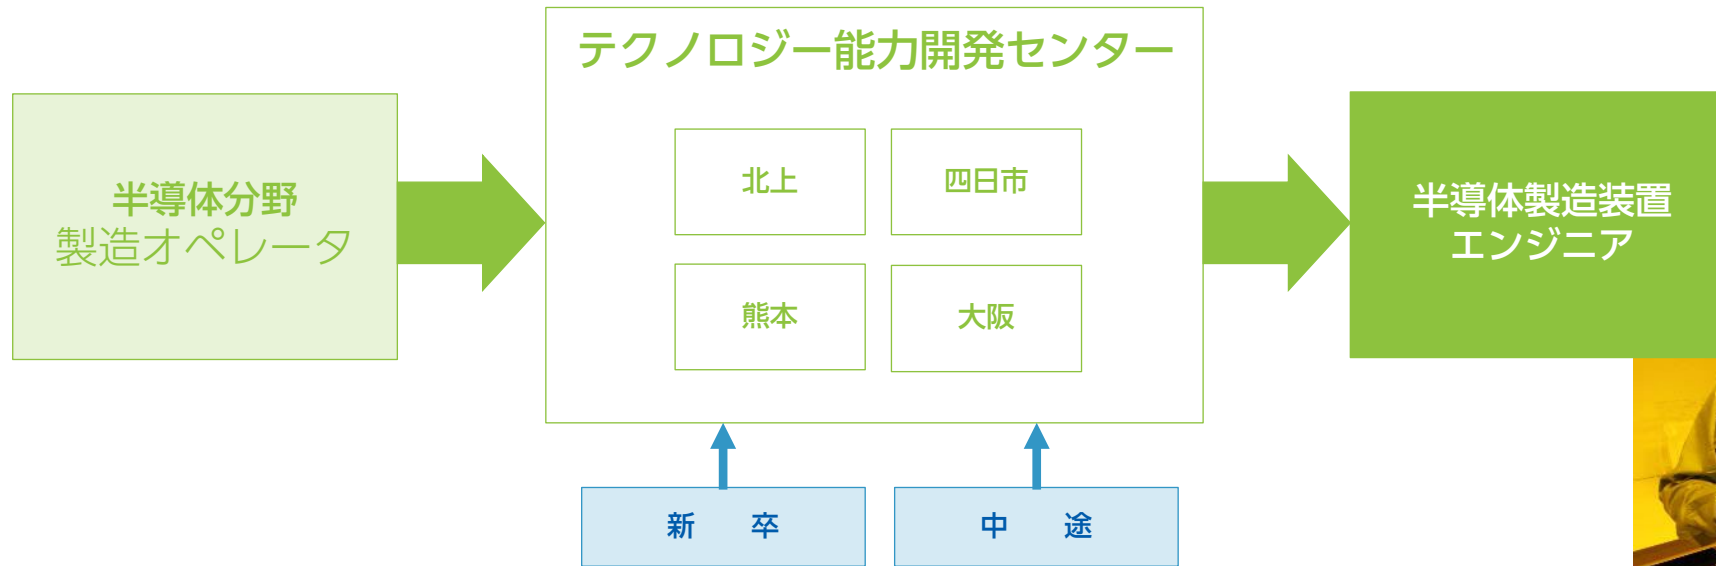 テクノロジー能力開発センター
半導体分野
製造オペレータ
北上
四日市
熊本
大阪
半導体製造装置
エンジニア
新　卒
中　途